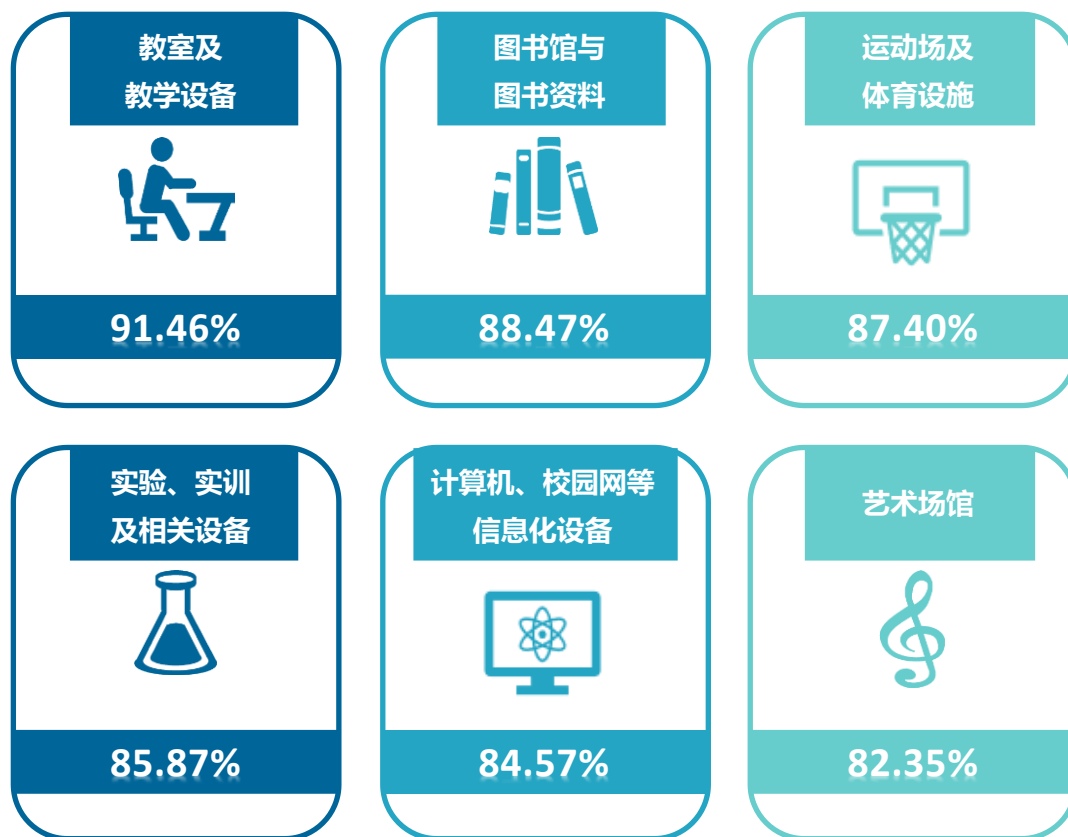 教室及
教学设备
91.46%
图书馆与
图书资料
88.47%
运动场及
体育设施
87.40%
实验、实训
及相关设备
85.87%
计算机、校园网等
信息化设备
84.57%
艺术场馆
82.35%